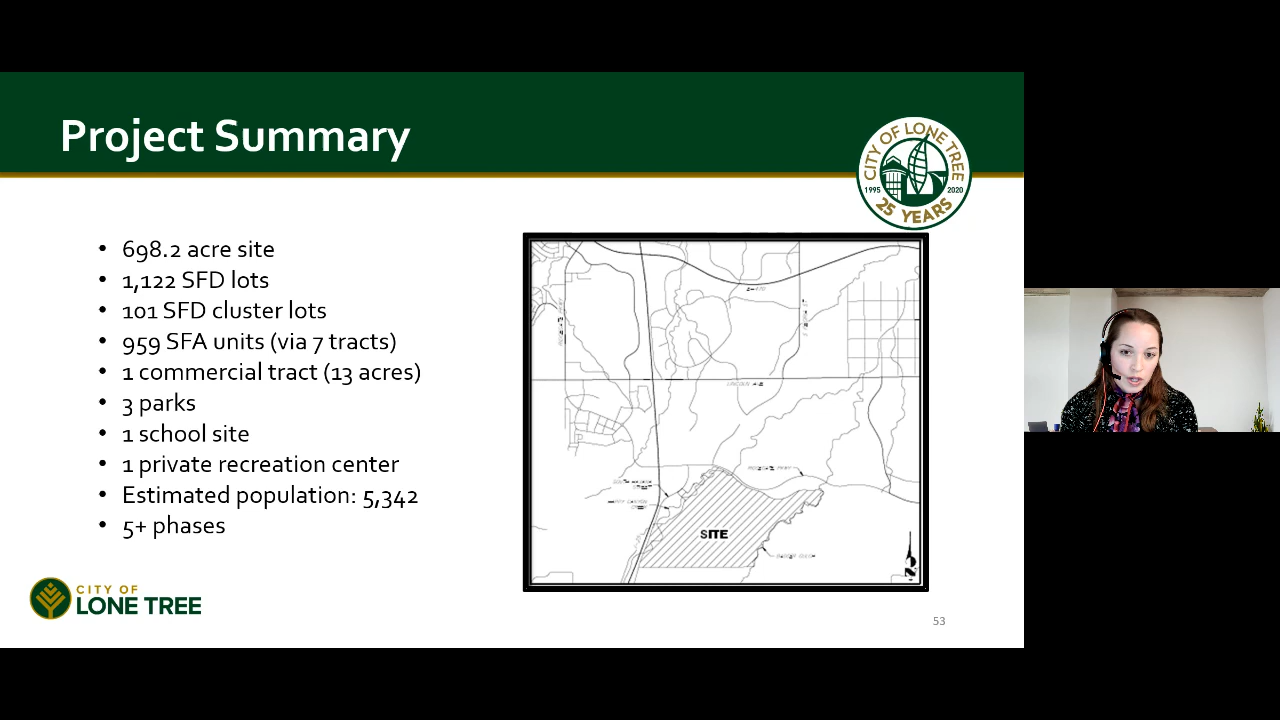 Project Summary
CITY OF LONE TREE
1995
2020
25 YEARS
• 698.2 acre site
• 1,122 SFD lots
• 101 SFD cluster lots
• 959 SFA units (via 7 tracts)
• 1 commercial tract (13 acres)
• 3 parks
• 1 school site
• 1 private recreation center
• Estimated population: 5,342
• 5+ phases
SITE
CITY OF
LONE TREE
53